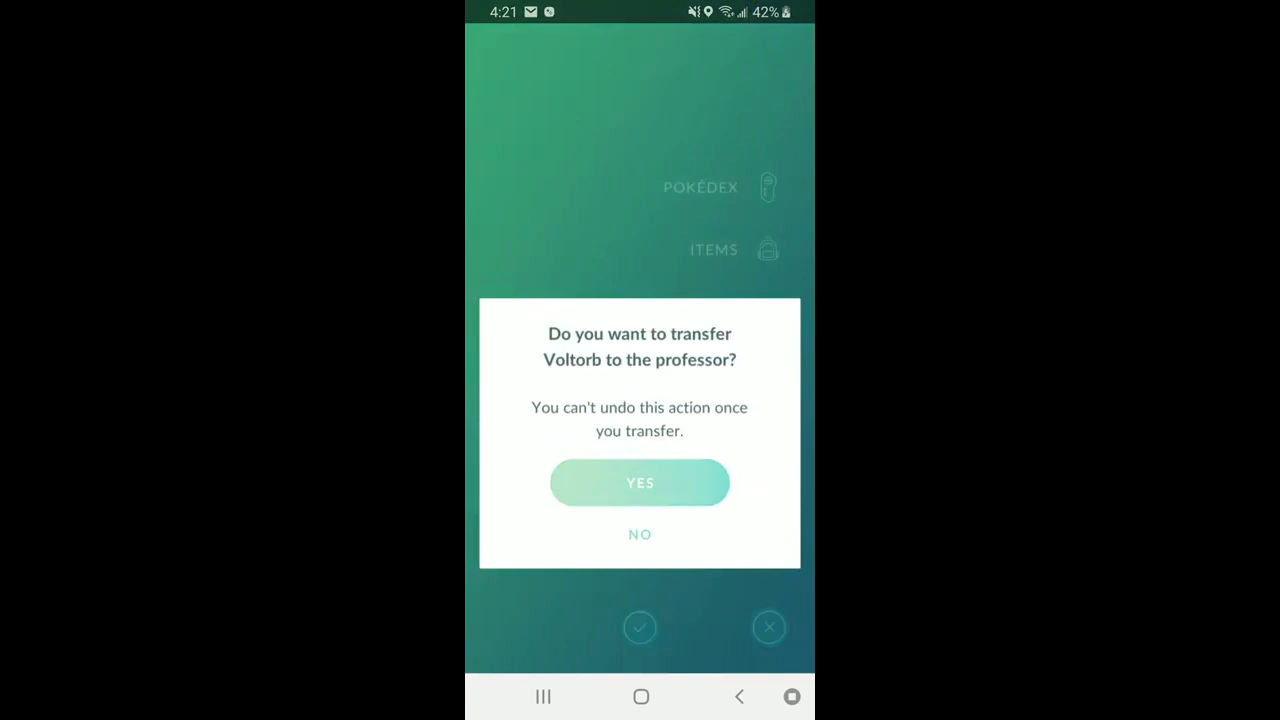 4:21
42%
POKÉDEX
ITEMS
Do you want to transfer
Voltorb to the professor?
You can't undo this action once
you transfer.
YES
NO